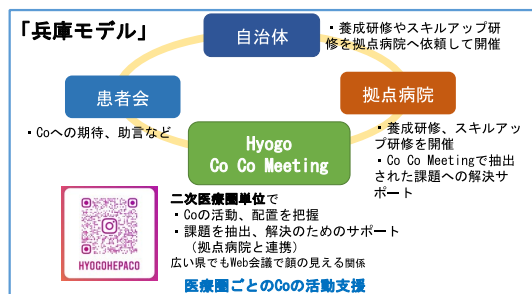 「兵庫モデル」
自治体
・養成研修やスキルアップ研
修を拠点病院へ依頼して開催
患者会
・Coへの期待、助言など
拠点病院
・養成研修、スキルアッ
プ研修を開催
・Co Co Meetingで抽出
された課題への解決サ
ポート
Hyogo
Co Co Meeting
HYOGOHEPACO
二次医療圏単位で
・Coの活動、配置を把握
・課題を抽出、解決のためのサポート
（拠点病院と連携）
広い県でもWeb会議で顔の見える関係
医療圏ごとのCoの活動支援